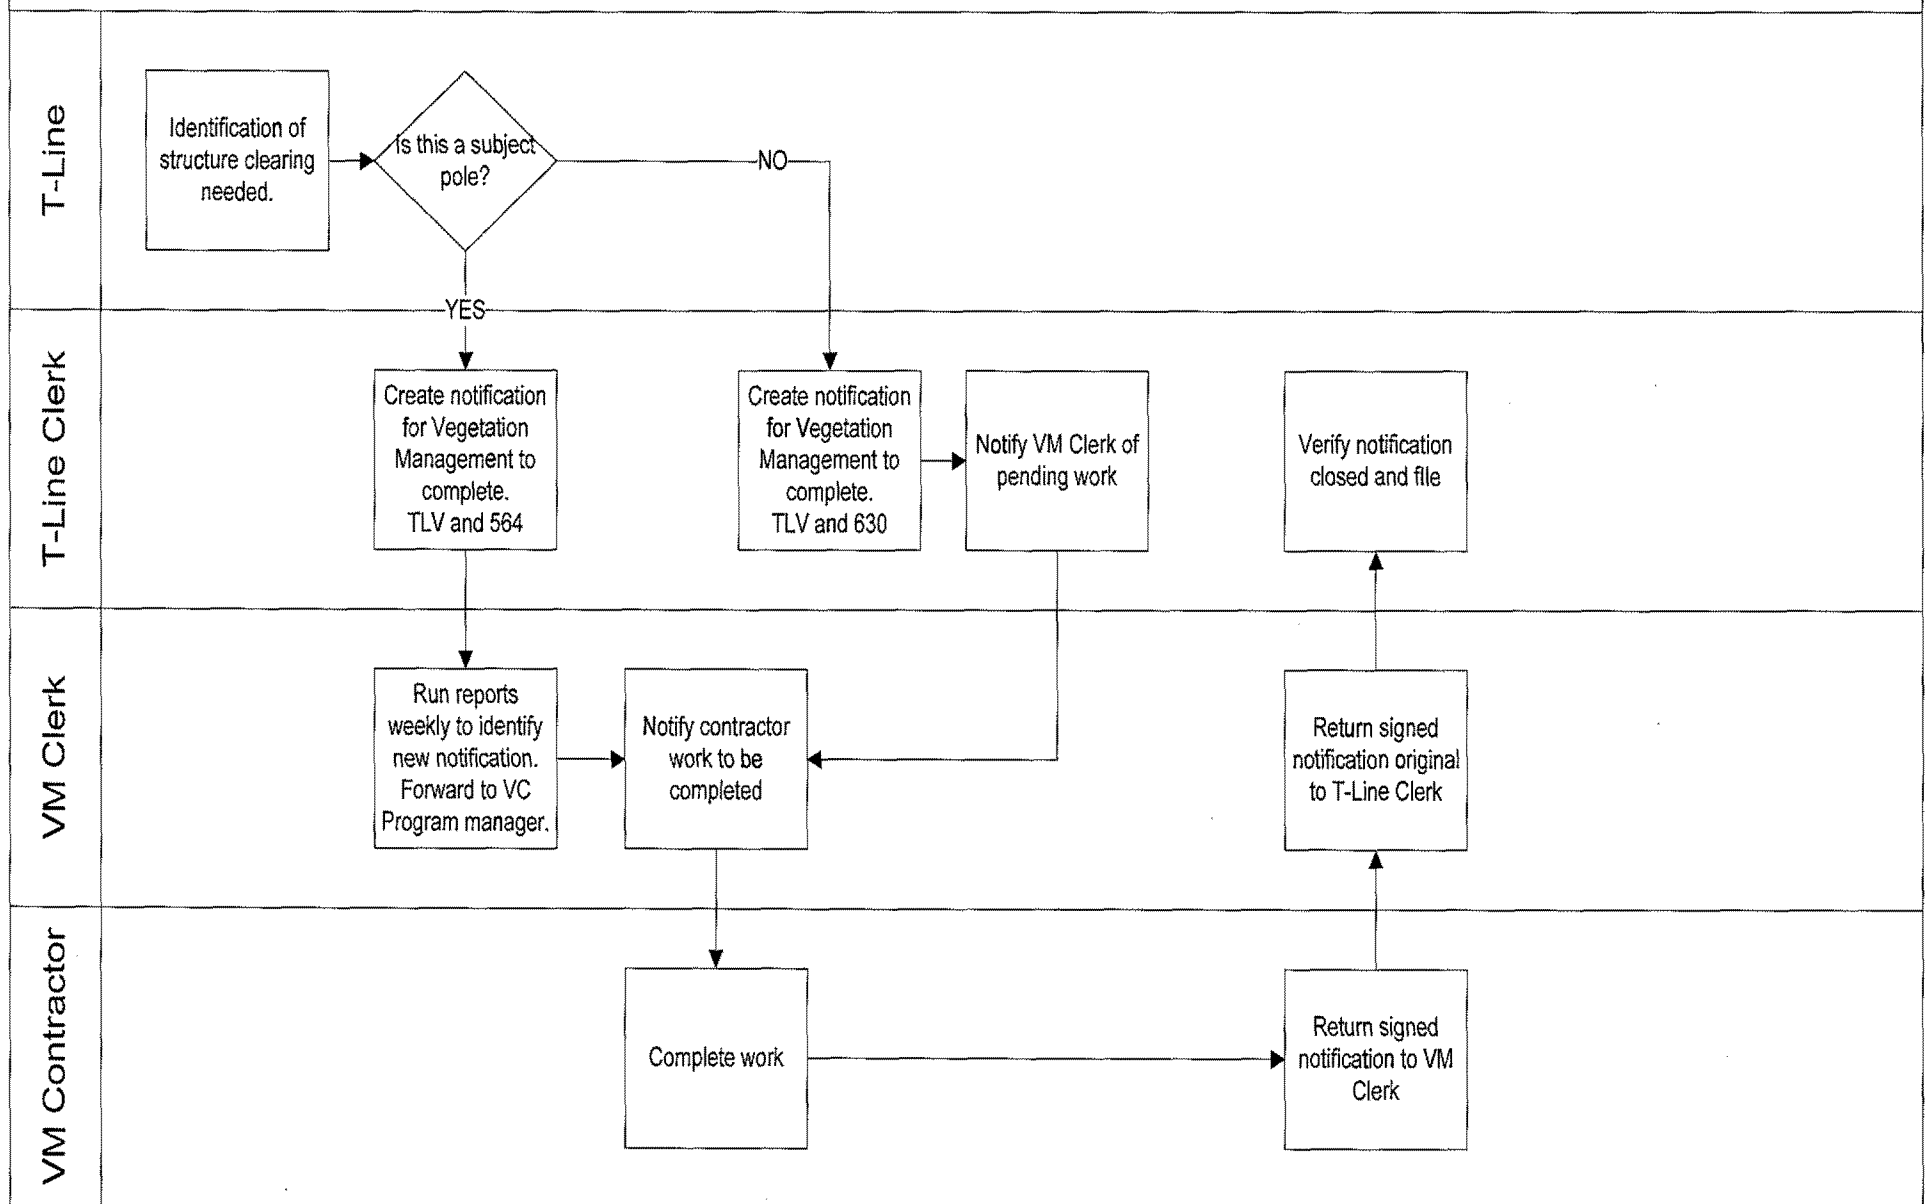 T-Line
Identification of
structure clearing
needed.
Is this a subject
pole?
NO
YES
T-Line Clerk
Create notification
for Vegetation
Management to
complete.
TLV and 564
Create notification
for Vegetation
Management to
complete.
TLV and 630
Notify VM Clerk of
pending work
Verify notification
closed and file
VM Clerk
Run reports
weekly to identify
new notification.
Forward to VC
Program manager.
Notify contractor
work to be
completed
Return signed
notification original
to T-Line Clerk
VM Contractor
Complete work
Return signed
notification to VM
Clerk